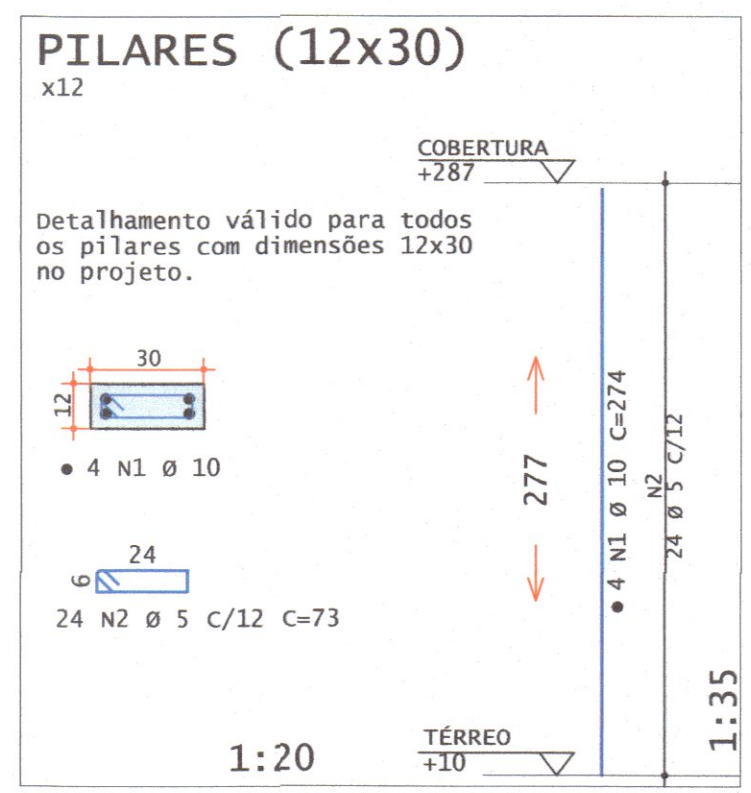 PILARES (12x30)
x12
COBERTURA
+287
Detalhamento válido para todos
os pilares com dimensões 12x30
no projeto.
30
12
4 N1 Ø 10
277
4 N1 Ø 10 C=274
N2
24 Ø 5 C/12
24
6
24 N2 Ø 5 C/12 C=73
1:20
TÉRREO
+10
1:35